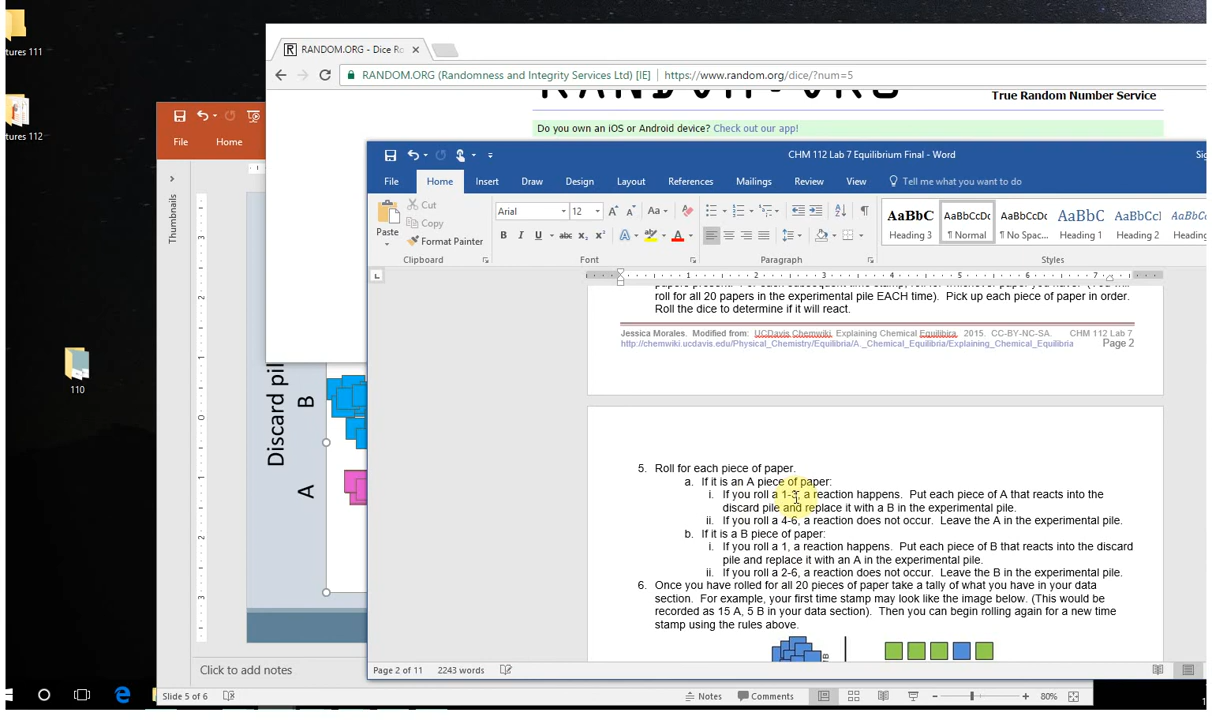 tures 111
tures 112
110
RANDOM.ORG - Dice Ro
RANDOM.ORG (Randomness and Integrity Services Ltd) [IE] | https://www.random.org/dice/?num=5
RANDOM.ORG
True Random Number Service
Do you own an iOS or Android device? Check out our app!
File Home
Thumbnails
Discard pil
B
A
Click to add notes
Slide 5 of 6
Notes Comments 80%
CHM 112 Lab 7 Equilibrium Final - Word
Sig
File Home Insert Draw Design Layout References Mailings Review View Tell me what you want to do
Paste
Cut
Copy
Format Painter
Clipboard
Arial 12
Font
Paragraph
AaBbC AaBbCcDc AaBbCcDc AaBbC AaBbCcl AaBbC
Heading 3 ¶ Normal ¶ No Spac... Heading 1 Heading 2 Heading
Styles
roll for all 20 papers in the experimental pile EACH time). Pick up each piece of paper in order.
Roll the dice to determine if it will react.
Jessica Morales. Modified from: UCDavis Chemwiki, Explaining Chemical Equilibira, 2015. CC-BY-NC-SA. CHM 112 Lab 7
http://chemwiki.ucdavis.edu/Physical_Chemistry/Equilibria/A._Chemical_Equilibria/Explaining_Chemical_Equilibria Page 2
5. Roll for each piece of paper.
a. If it is an A piece of paper:
i. If you roll a 1-3, a reaction happens. Put each piece of A that reacts into the
discard pile and replace it with a B in the experimental pile.
ii. If you roll a 4-6, a reaction does not occur. Leave the A in the experimental pile.
b. If it is a B piece of paper:
i. If you roll a 1, a reaction happens. Put each piece of B that reacts into the discard
pile and replace it with an A in the experimental pile.
ii. If you roll a 2-6, a reaction does not occur. Leave the B in the experimental pile.
6. Once you have rolled for all 20 pieces of paper take a tally of what you have in your data
section. For example, your first time stamp may look like the image below. (This would be
recorded as 15 A, 5 B in your data section). Then you can begin rolling again for a new time
stamp using the rules above.
Page 2 of 11 2243 words